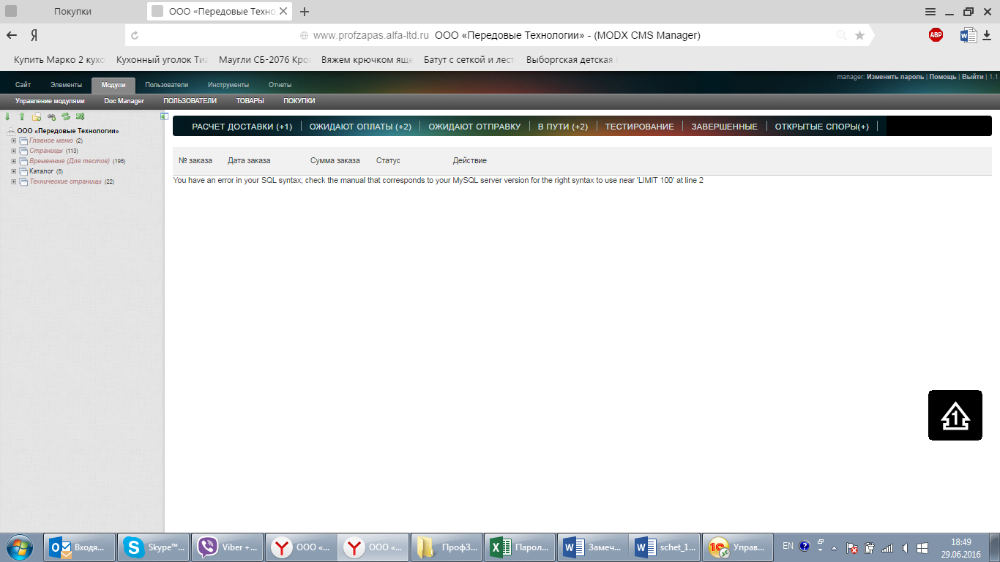 Покупки
ООО «Передовые Техно
Я www.profzapas.alfa-ltd.ru ООО «Передовые Технологии» - (MODX CMS Manager) ABP
Купить Марко 2 кухо Кухонный уголок Тиа Маугли СБ-2076 Кро Вяжем крючком яще Батут с сеткой и лест Выборгская детская
manager: Изменить пароль | Помощь | Выйти | 1.1
Сайт Элементы Модули Пользователи Инструменты Отчеты
Управление модулями Doc Manager ПОЛЬЗОВАТЕЛИ ТОВАРЫ ПОКУПКИ
ООО «Передовые Технологии»
Главное меню (2)
Страницы (113)
Временные (Для тестов) (196)
Каталог (5)
Технические страницы (22)
РАСЧЕТ ДОСТАВКИ (+1) ОЖИДАЮТ ОПЛАТЫ (+2) ОЖИДАЮТ ОТПРАВКУ В ПУТИ (+2) ТЕСТИРОВАНИЕ ЗАВЕРШЕННЫЕ ОТКРЫТЫЕ СПОРЫ(+)
№ заказа Дата заказа Сумма заказа Статус Действие
You have an error in your SQL syntax; check the manual that corresponds to your MySQL server version for the right syntax to use near 'LIMIT 100' at line 2
1
Входя... Skype™... Viber +... ООО «... ООО «... ПрофЗ... Парол... Замеч... schet_1... Управ...
EN 18:49
29.06.2016